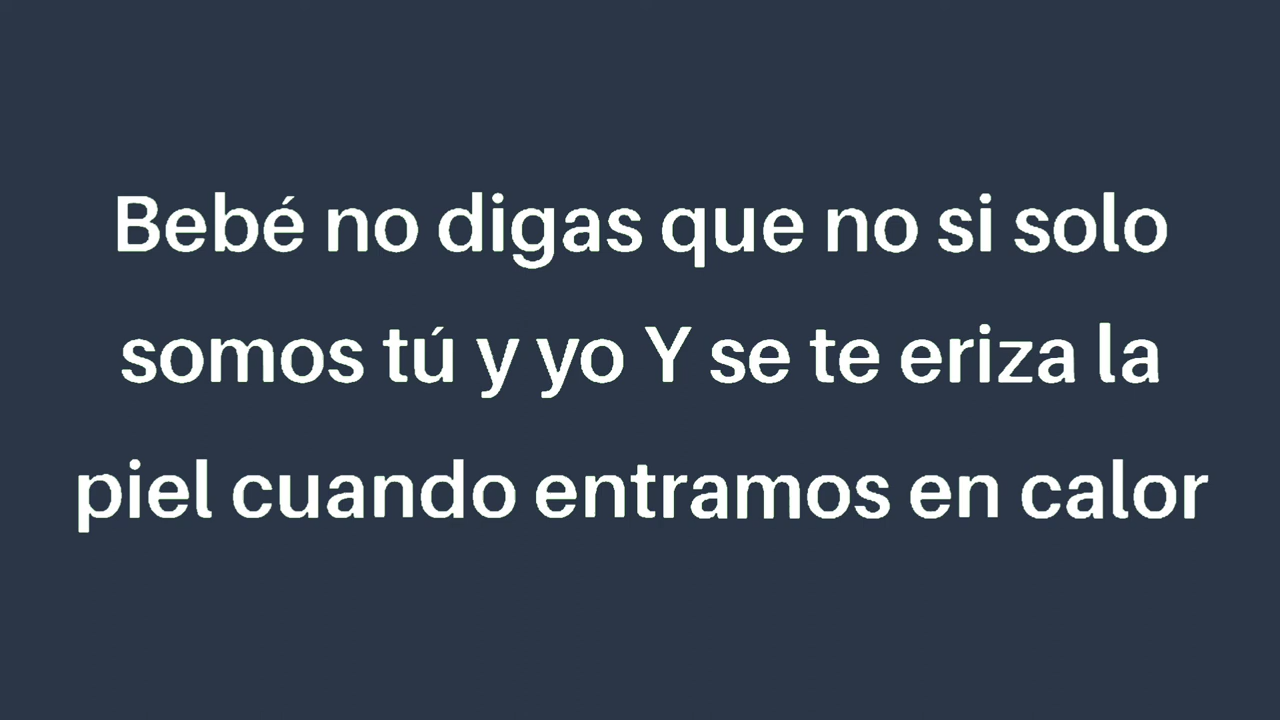 Bebé no digas que no si solo
somos tú y yo Y se te eriza la
piel cuando entramos en calor